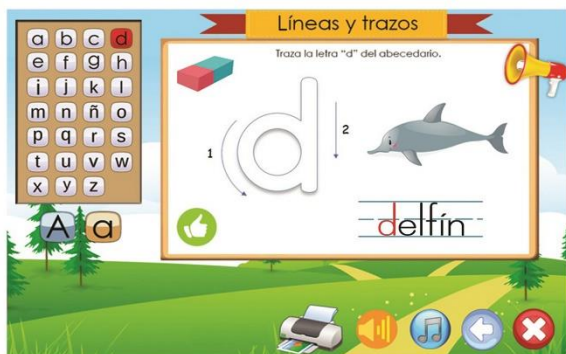 Líneas y trazos
Traza la letra "d" del abecedario.
a b c d
e f g h
i j k l
m n ñ o
p q r s
t u v w
x y z
A a
d
1
2
delfín